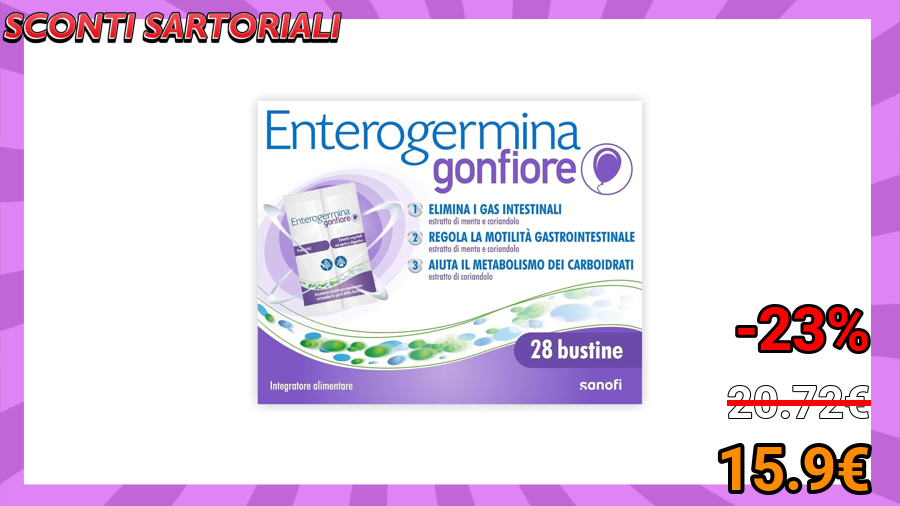 SCONTI SARTORIALI
Enterogermina
gonfiore
1 ELIMINA I GAS INTESTINALI
estratto di menta e coriandolo
2 REGOLA LA MOTILITÀ GASTROINTESTINALE
estratto di menta e coriandolo
3 AIUTA IL METABOLISMO DEI CARBOIDRATI
estratto di coriandolo
Enterogermina
gonfiore
28 bustine
Integratore alimentare
sanofi
-23%
20.72€
15.9€